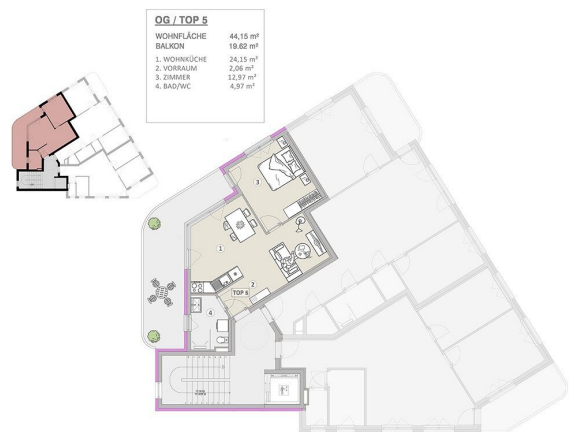 OG / TOP 5
WOHNFLÄCHE 44,15 m²
BALKON 19.62 m²
1. WOHNKÜCHE 24,15 m²
2. VORRAUM 2,06 m²
3. ZIMMER 12,97 m²
4. BAD/WC 4,97 m²
3
1
2
TOP 5
4